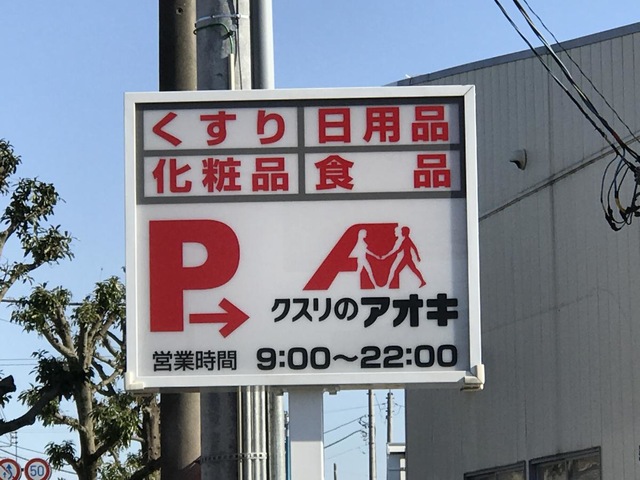 くすり 日用品
化粧品 食品
P→
クスリのアオキ
営業時間 9:00～22:00
50